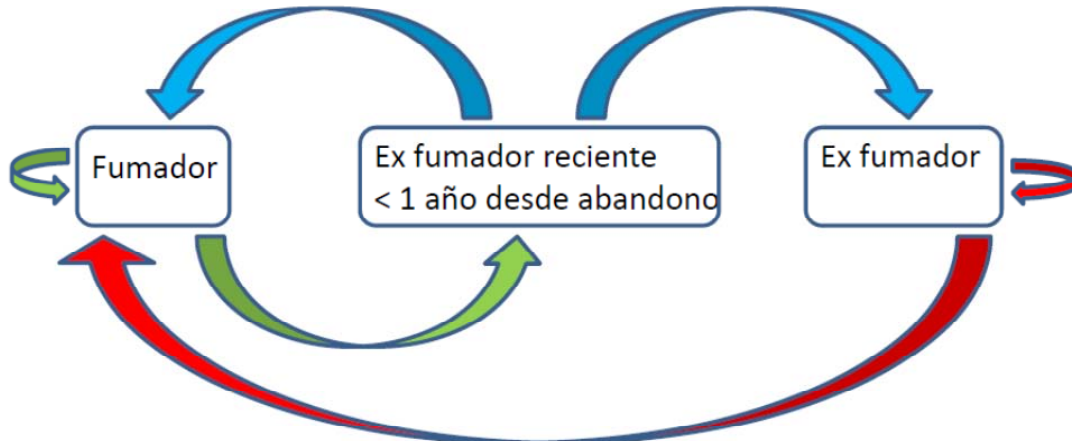 Fumador
Ex fumador reciente
< 1 año desde abandono
Ex fumador